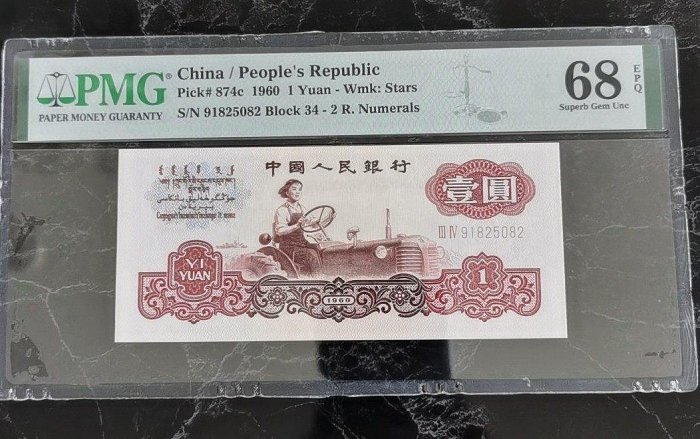 PMG
PAPER MONEY GUARANTY
China / People's Republic
Pick# 874c 1960 1 Yuan - Wmk: Stars
S/N 91825082 Block 34 - 2 R. Numerals
68
EPQ
Superb Gem Unc
中國人民銀行
壹圓
III IV 91825082
YI
YUAN
1960
1